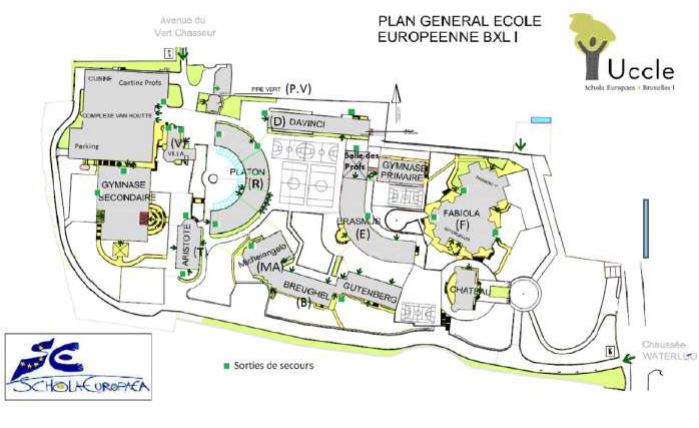 Avenue du
Vert Chasseur
PLAN GENERAL ECOLE
EUROPEENNE BXL I
Uccle
Schola Europaea • Bruxelles I
CUISINE
Cantine Profs
PRE VERT (P.V)
COMPLEXE VAN HOUTTE
(D) DAVINCI
Parking
(V)
VILLA
Salle des
Profs
GYMNASE
PRIMAIRE
PLATON
(R)
GYMNASE
SECONDAIRE
FABIOLA
(F)
ERASMUS
(E)
ARISTOTE
(T)
Michelangelo
(MA)
BREUGHEL
(B)
GUTENBERG
CHATEAU
Chaussée
WATERLOO
SCHOLA EUROPAEA
Sorties de secours